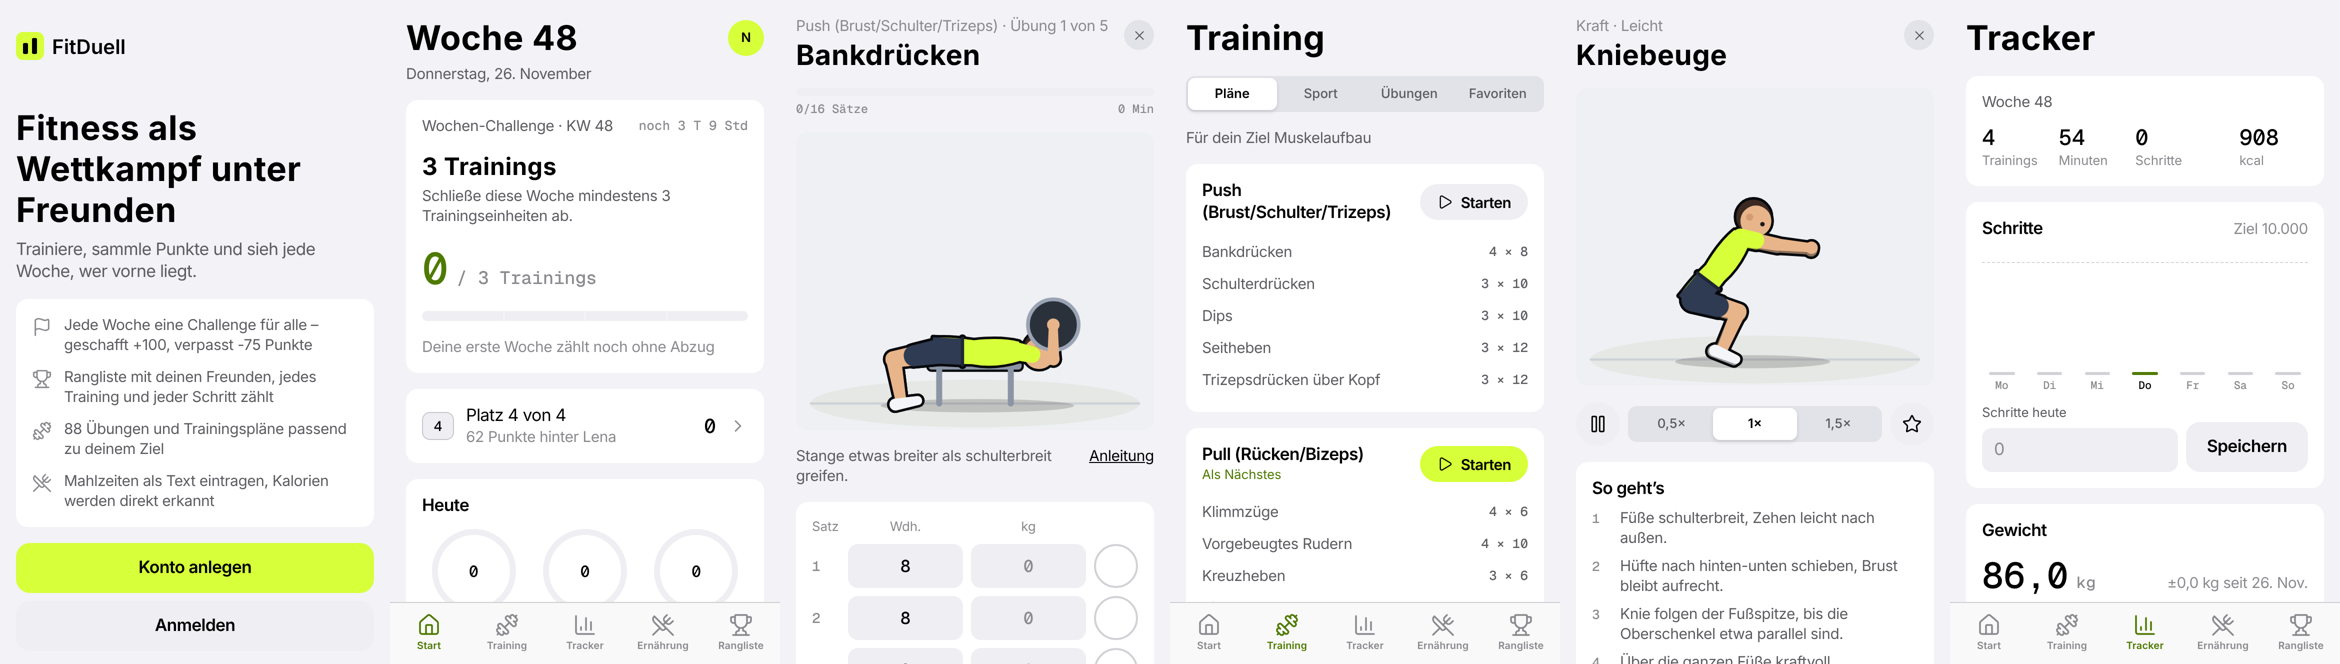 FitDuell
Fitness als
Wettkampf unter
Freunden
Trainiere, sammle Punkte und sieh jede
Woche, wer vorne liegt.
Jede Woche eine Challenge für alle –
geschafft +100, verpasst -75 Punkte
Rangliste mit deinen Freunden, jedes
Training und jeder Schritt zählt
88 Übungen und Trainingspläne passend
zu deinem Ziel
Mahlzeiten als Text eintragen, Kalorien
werden direkt erkannt
Konto anlegen
Anmelden
Woche 48
N
Donnerstag, 26. November
Wochen-Challenge · KW 48 noch 3 T 9 Std
3 Trainings
Schließe diese Woche mindestens 3
Trainingseinheiten ab.
0 / 3 Trainings
Deine erste Woche zählt noch ohne Abzug
4 Platz 4 von 4 0
62 Punkte hinter Lena
Heute
0 0 0
Start Training Tracker Ernährung Rangliste
Push (Brust/Schulter/Trizeps) · Übung 1 von 5
Bankdrücken
0/16 Sätze 0 Min
Stange etwas breiter als schulterbreit
greifen.
Anleitung
Satz Wdh. kg
1 8 0
2 8 0
Training
Pläne Sport Übungen Favoriten
Für dein Ziel Muskelaufbau
Push
(Brust/Schulter/Trizeps)
Starten
Bankdrücken 4 × 8
Schulterdrücken 3 × 10
Dips 3 × 10
Seitheben 3 × 12
Trizepsdrücken über Kopf 3 × 12
Pull (Rücken/Bizeps)
Als Nächstes
Starten
Klimmzüge 4 × 6
Vorgebeugtes Rudern 4 × 10
Kreuzheben 3 × 6
Start Training Tracker Ernährung Rangliste
Kraft · Leicht
Kniebeuge
0,5× 1× 1,5×
So geht's
1 Füße schulterbreit, Zehen leicht nach
außen.
2 Hüfte nach hinten-unten schieben, Brust
bleibt aufrecht.
3 Knie folgen der Fußspitze, bis die
Oberschenkel etwa parallel sind.
4 Über die ganzen Füße kraftvoll
Tracker
Woche 48
4 54 0 908
Trainings Minuten Schritte kcal
Schritte Ziel 10.000
Mo Di Mi Do Fr Sa So
Schritte heute
0 Speichern
Gewicht
86,0 kg ±0,0 kg seit 26. Nov.
Start Training Tracker Ernährung Rangliste